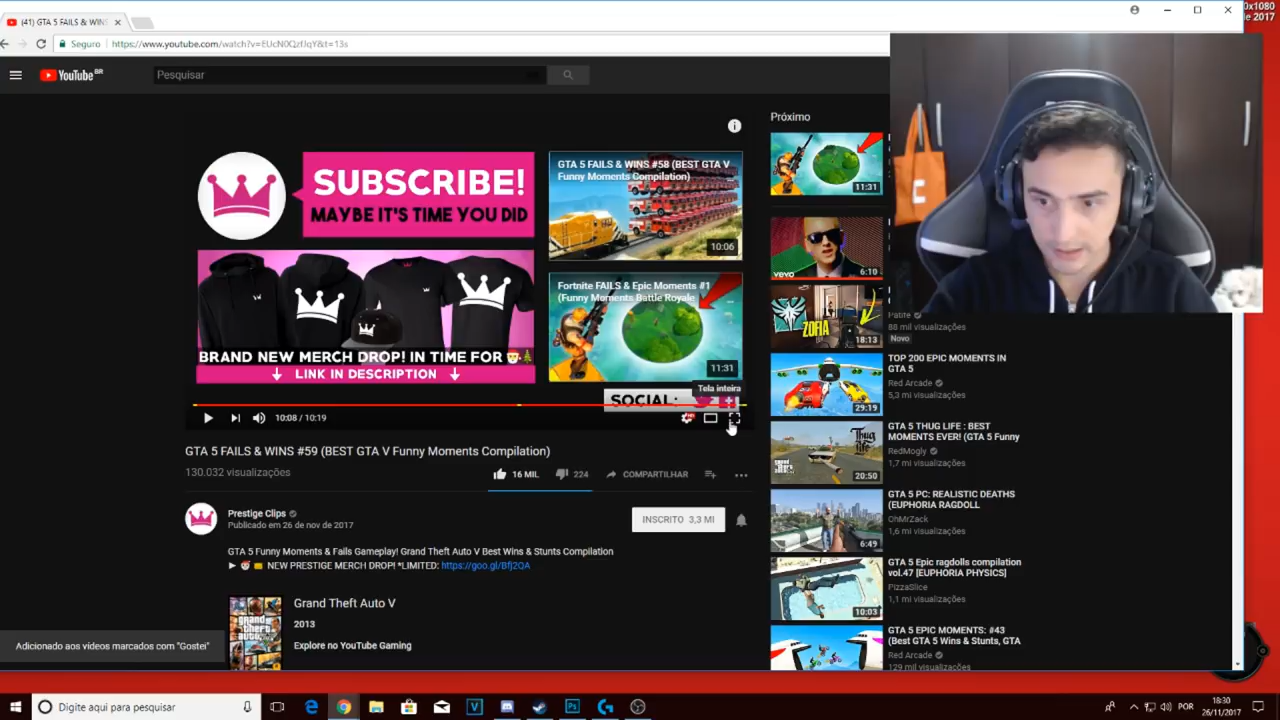 0x1080
e 2017
(41) GTA 5 FAILS & WINS
Seguro
https://www.youtube.com/watch?v=EUcN0QzfJqY&t=13s
YouTube BR
Pesquisar
SUBSCRIBE!
MAYBE IT'S TIME YOU DID
GTA 5 FAILS & WINS #58 (BEST GTA V
Funny Moments Compilation)
10:06
Fortnite FAILS & Epic Moments #1
(Funny Moments Battle Royale
11:31
BRAND NEW MERCH DROP! IN TIME FOR
LINK IN DESCRIPTION
Tela inteira
SOCIAL:
10:08 / 10:19
HD
GTA 5 FAILS & WINS #59 (BEST GTA V Funny Moments Compilation)
130.032 visualizações
16 MIL
224
COMPARTILHAR
Prestige Clips
Publicado em 26 de nov de 2017
INSCRITO 3,3 MI
GTA 5 Funny Moments & Fails Gameplay! Grand Theft Auto V Best Wins & Stunts Compilation
NEW PRESTIGE MERCH DROP! *LIMITED: https://goo.gl/Bfj2QA
Grand Theft Auto V
2013
Explore no YouTube Gaming
Adicionado aos vídeos marcados com "Gostei"
Próximo
11:31
vevo
6:10
ZOFIA
18:13
Patife
88 mil visualizações
Novo
TOP 200 EPIC MOMENTS IN
GTA 5
Red Arcade
5,3 mi visualizações
29:19
GTA 5 THUG LIFE : BEST
MOMENTS EVER! (GTA 5 Funny
RedMogly
1,7 mi visualizações
Thug
life
20:50
GTA 5 PC: REALISTIC DEATHS
(EUPHORIA RAGDOLL
OhMrZack
1,6 mi visualizações
6:49
GTA 5 Epic ragdolls compilation
vol.47 [EUPHORIA PHYSICS]
PizzaSlice
1,1 mi visualizações
10:03
GTA 5 EPIC MOMENTS: #43
(Best GTA 5 Wins & Stunts, GTA
Red Arcade
129 mil visualizações
Digite aqui para pesquisar
POR
18:30
26/11/2017